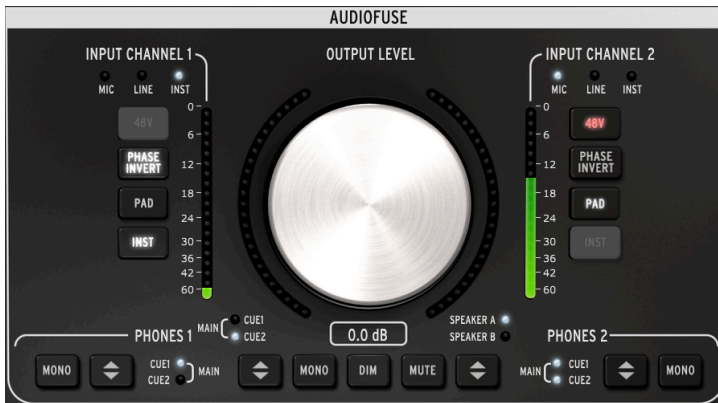 AUDIOFUSE
INPUT CHANNEL 1
OUTPUT LEVEL
INPUT CHANNEL 2
MIC LINE INST
MIC LINE INST
48V
PHASE INVERT
PAD
INST
0
6
12
18
24
30
36
42
60
0
6
12
18
24
30
36
42
60
48V
PHASE INVERT
PAD
INST
PHONES 1
MAIN
CUE1
CUE2
0.0 dB
SPEAKER A
SPEAKER B
PHONES 2
MONO
CUE1
CUE2
MAIN
MONO
DIM
MUTE
MAIN
CUE1
CUE2
MONO